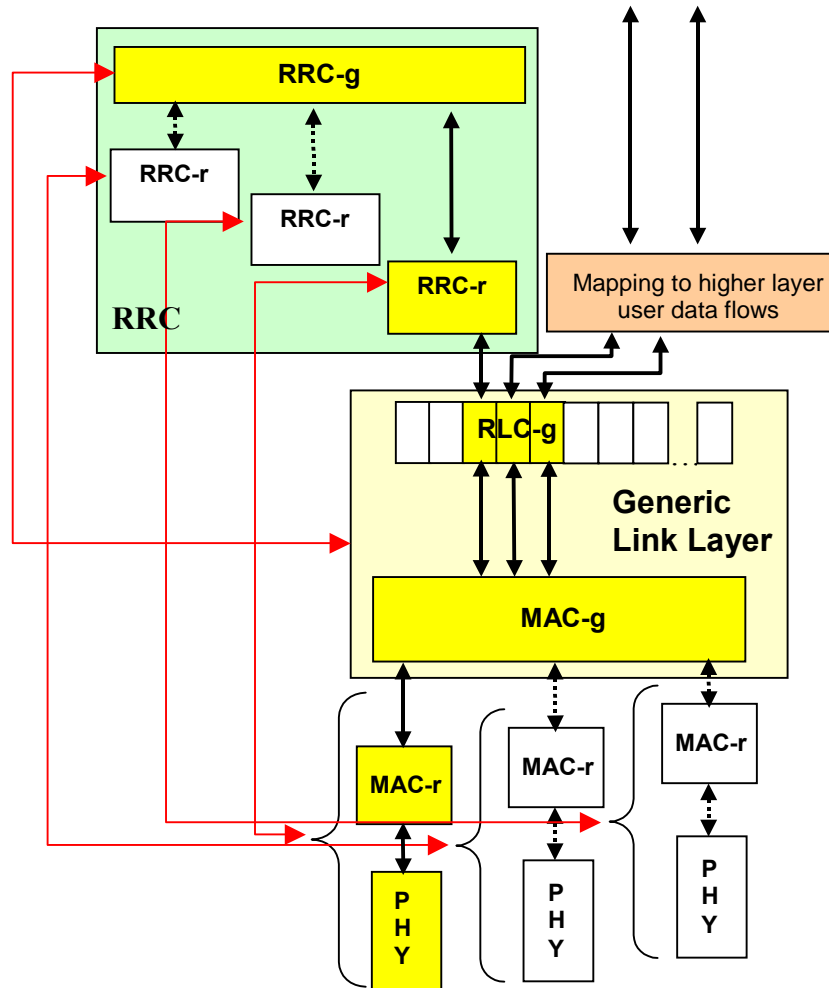 RRC-g
RRC-r
RRC-r
RRC-r
RRC
Mapping to higher layer
user data flows
RLC-g
...
Generic
Link Layer
MAC-g
MAC-r
MAC-r
MAC-r
P
H
Y
P
H
Y
P
H
Y